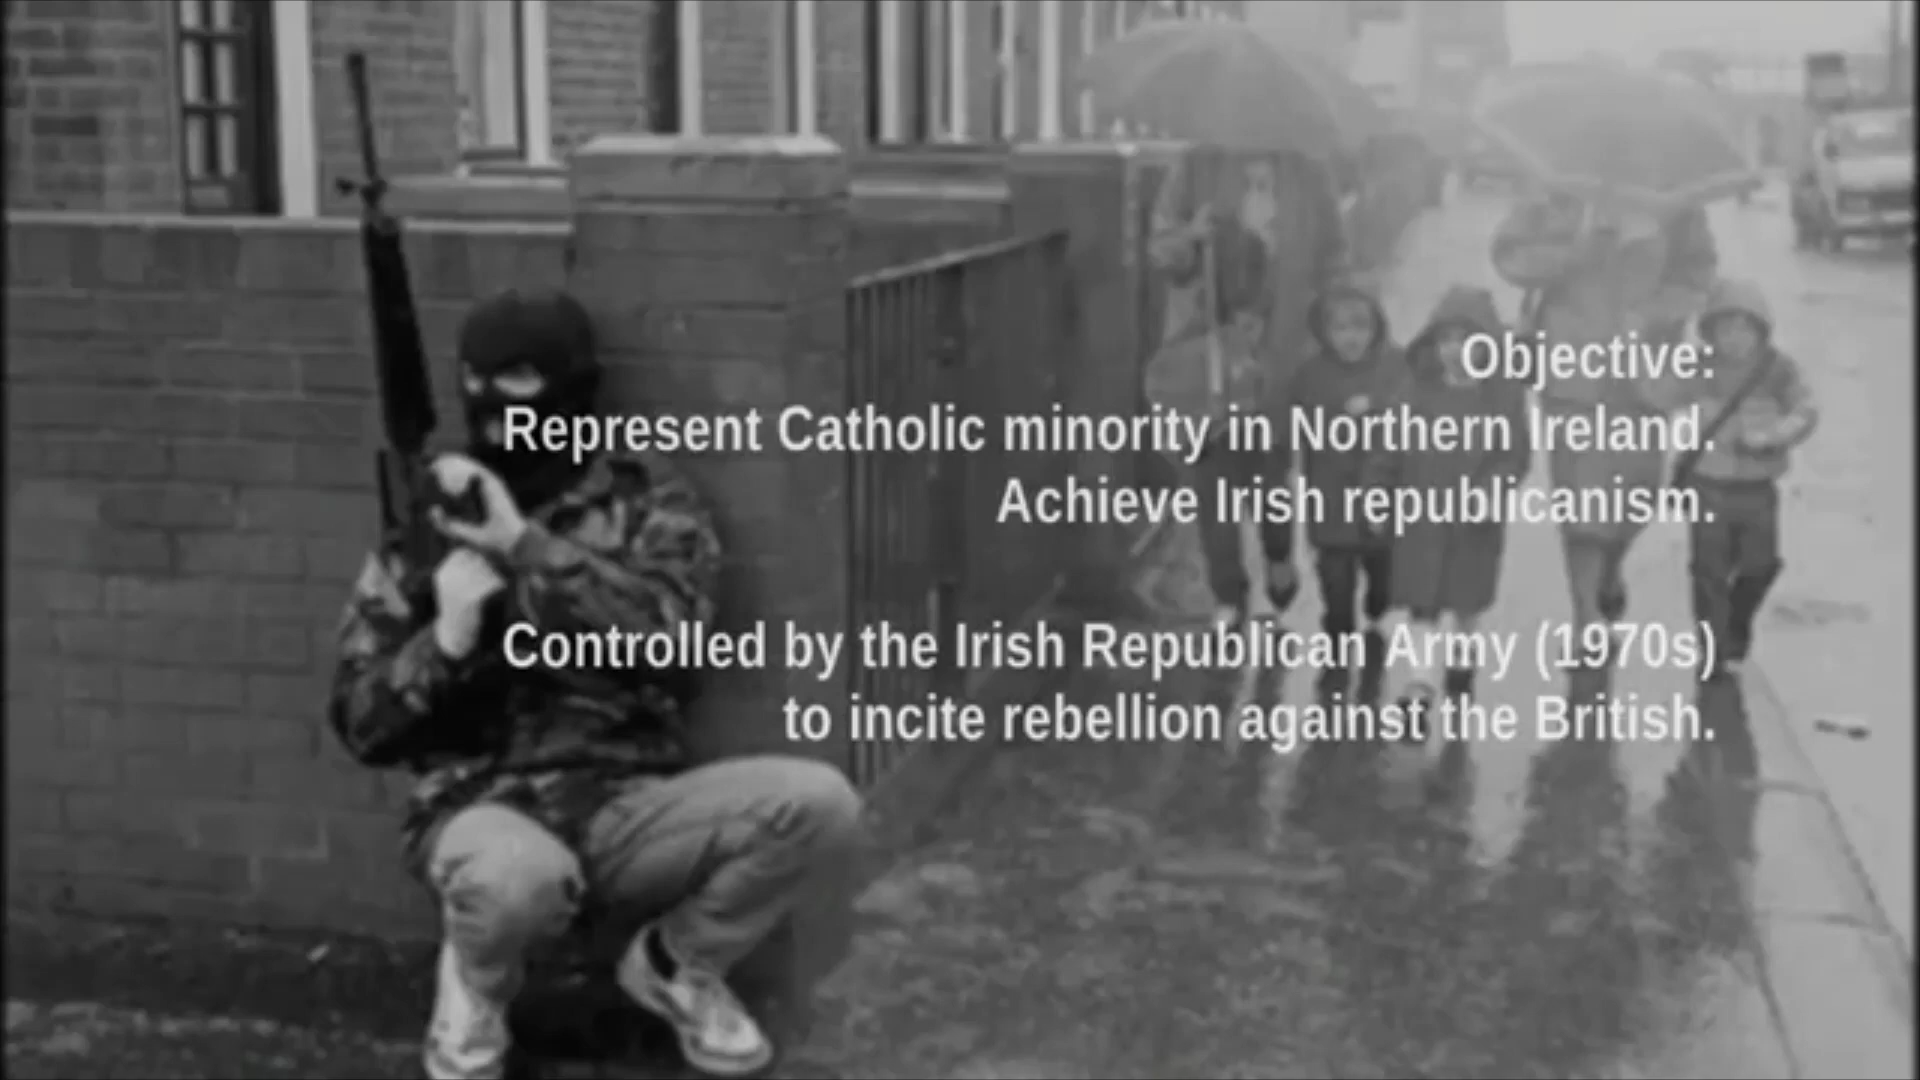 Objective:
Represent Catholic minority in Northern Ireland.
Achieve Irish republicanism.
Controlled by the Irish Republican Army (1970s)
to incite rebellion against the British.